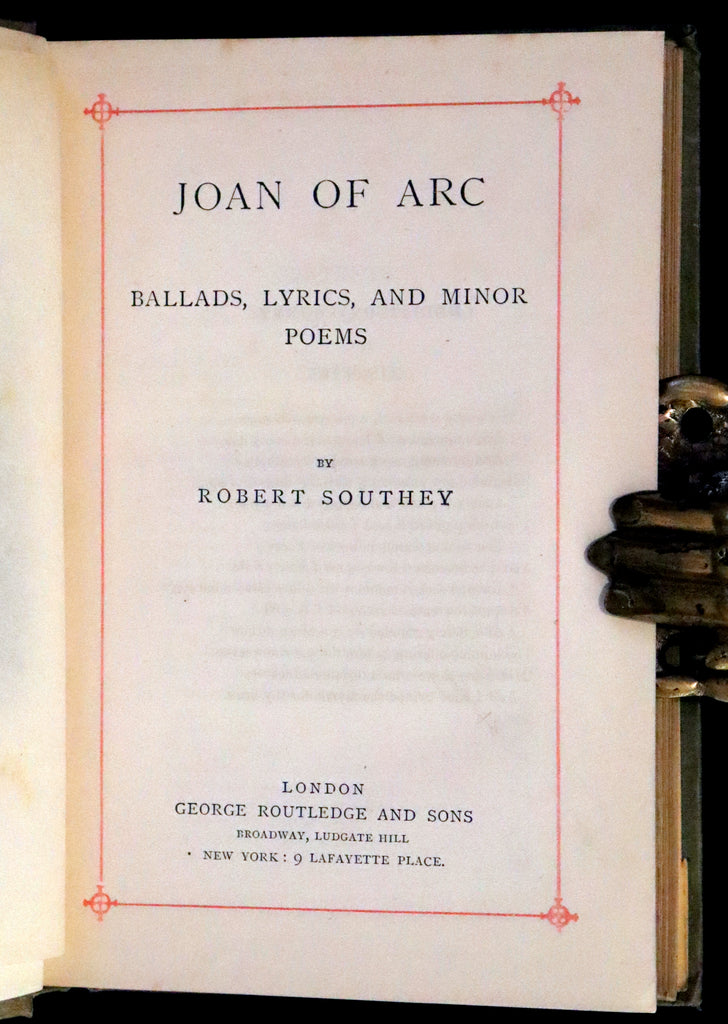 JOAN OF ARC
BALLADS, LYRICS, AND MINOR
POEMS
BY
ROBERT SOUTHEY
LONDON
GEORGE ROUTLEDGE AND SONS
BROADWAY, LUDGATE HILL
NEW YORK: 9 LAFAYETTE PLACE.